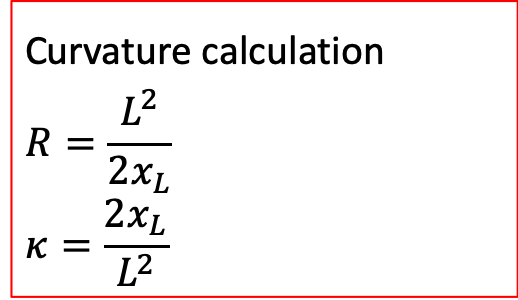 Curvature calculation
R = L²/2x_L
κ = 2x_L/L²